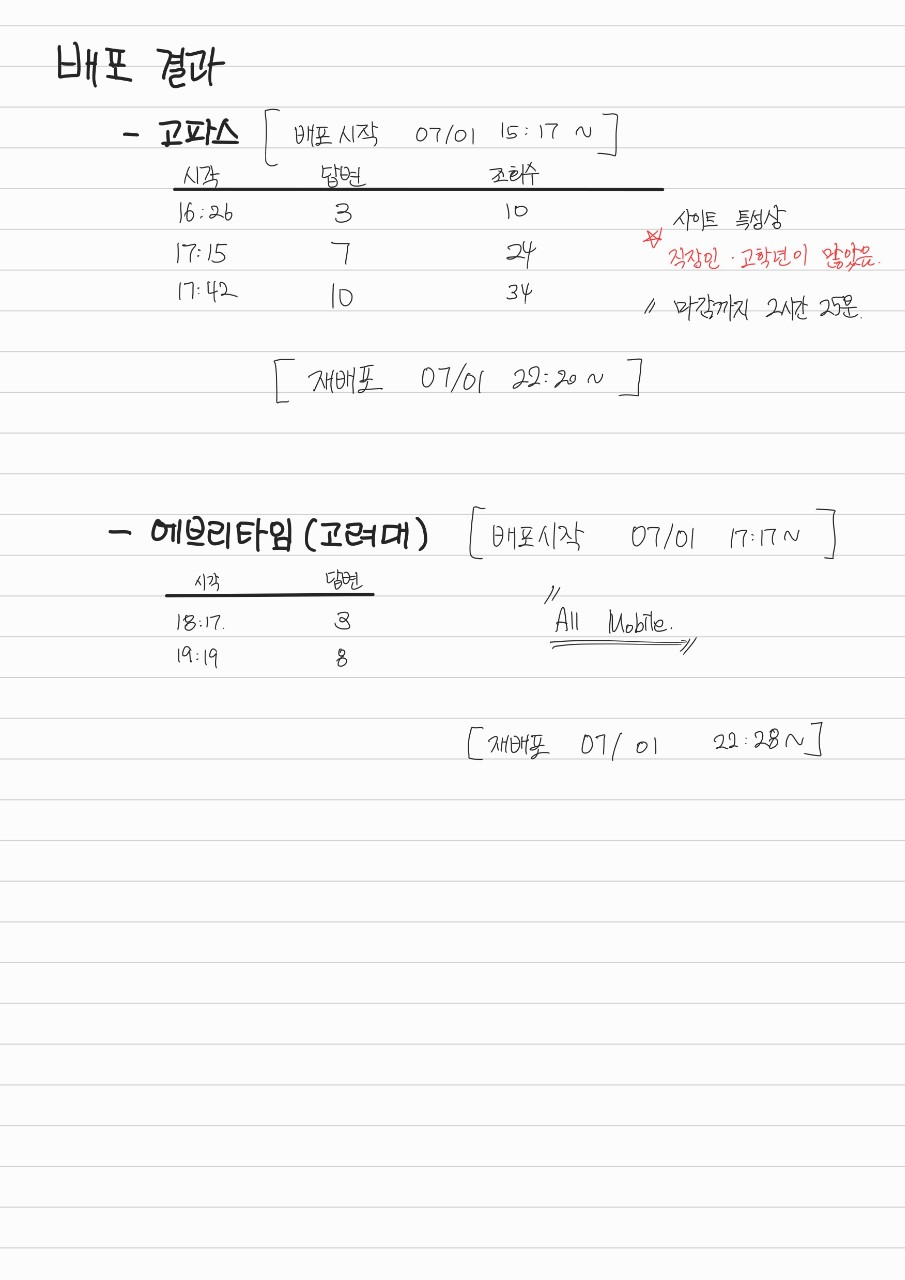 배포 결과
- 고파스 [ 배포 시작 07/01 15:17 ~ ]
시각 답변 조회수
16:26 3 10
사이트 특성상
17:15 7 24
☆ 직장인·고학년이 많았음.
17:42 10 34
〃 마감까지 2시간 25분.
[ 재배포 07/01 22:20 ~ ]
- 에브리타임 (고려대) [ 배포시작 07/01 17:17 ~ ]
시각 답변
18:17. 3
〃 All Mobile. 〃
19:19 8
[ 재배포 07/01 22:28 ~ ]